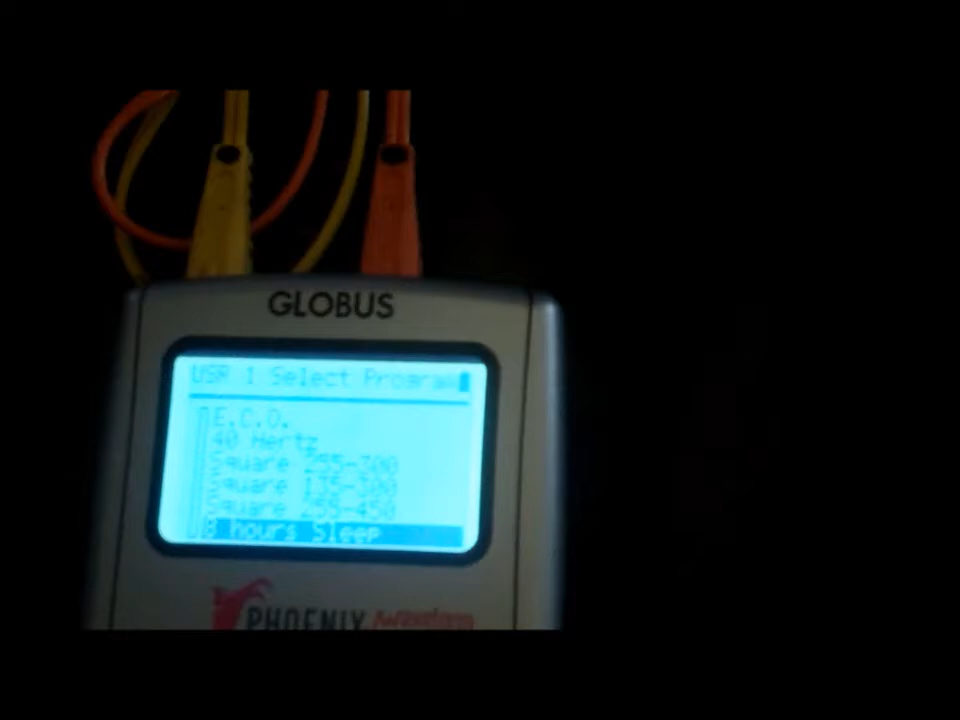 GLOBUS
USR 1 Select Program
E.C.O.
40 Hertz
Square 255-300
Square 135-300
Square 255-450
8 hours Sleep
PHOENIX